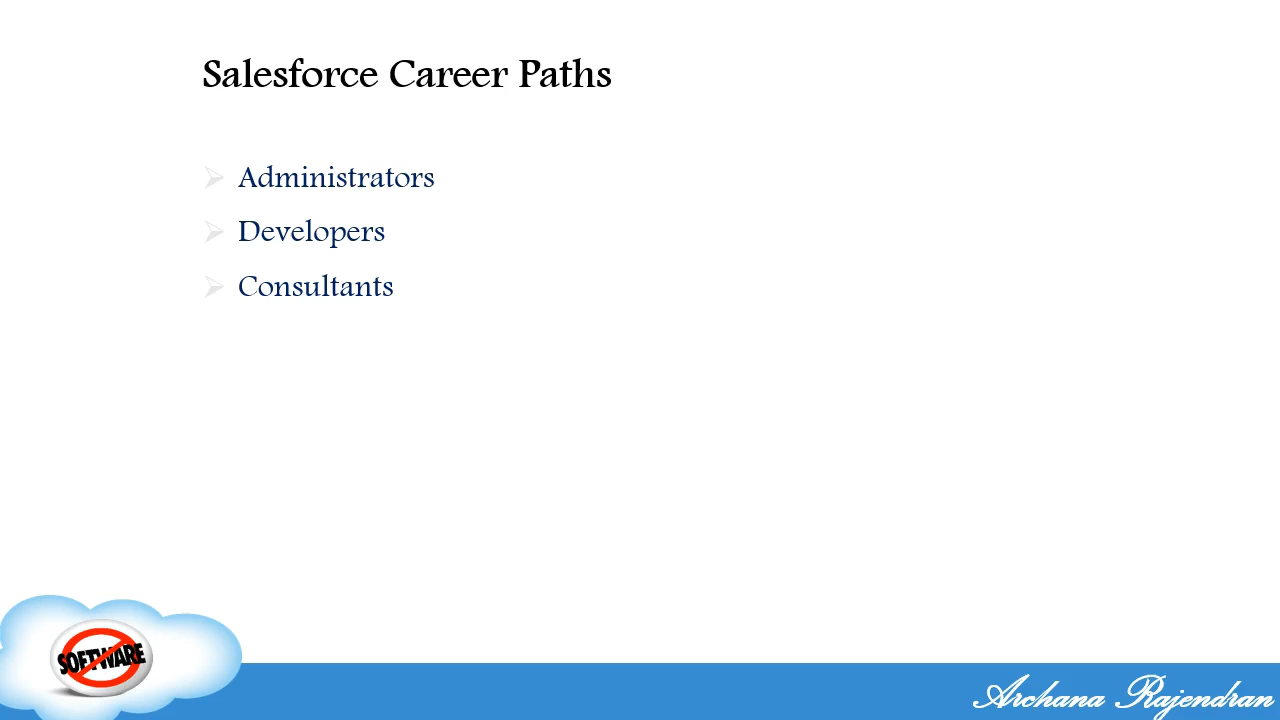 Salesforce Career Paths
Administrators
Developers
Consultants
SOFTWARE
Archana Rajendran